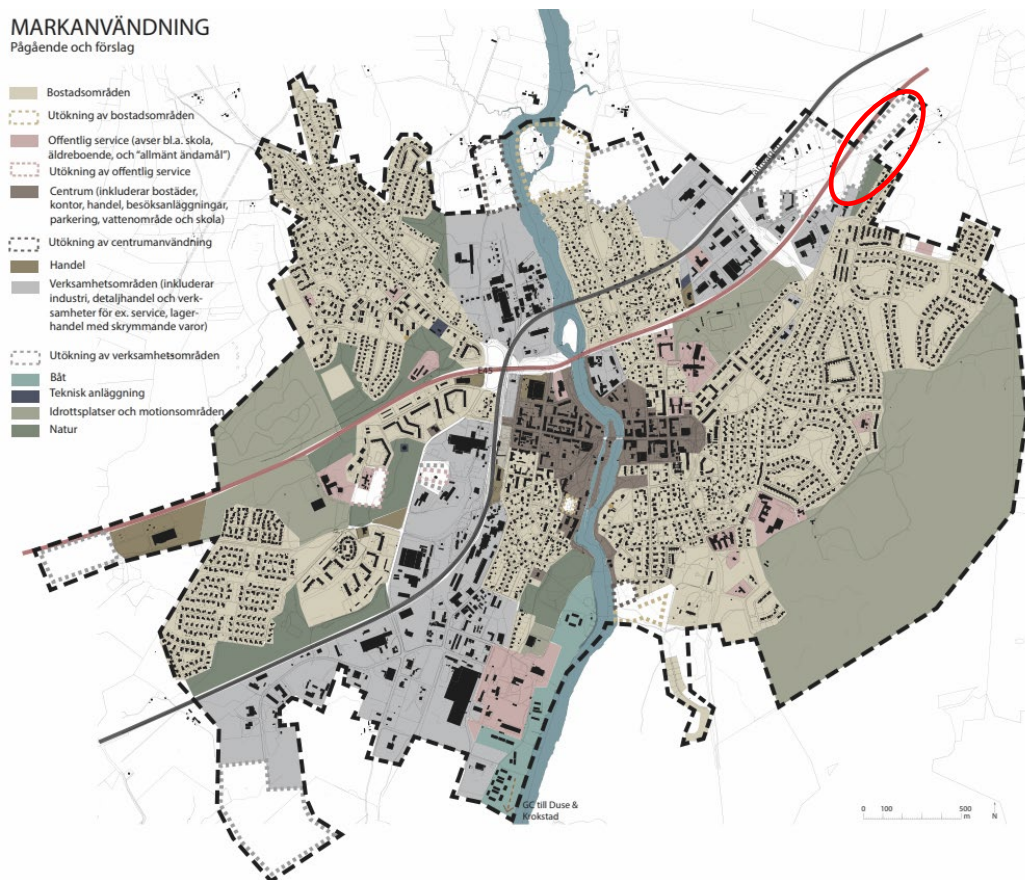 MARKANVÄNDNING
Pågående och förslag
Bostadsområden
Utökning av bostadsområden
Offentlig service (avser bl.a. skola,
äldreboende, och "allmänt ändamål")
Utökning av offentlig service
Centrum (inkluderar bostäder,
kontor, handel, besöksanläggningar,
parkering, vattenområde och skola)
Utökning av centrumanvändning
Handel
Verksamhetsområden (inkluderar
industri, detaljhandel och verk-
samheter för ex. service, lager-
handel med skrymmande varor)
Utökning av verksamhetsområden
Båt
Teknisk anläggning
Idrottsplatser och motionsområden
Natur
E45
GC till Duse &
Krokstad
0 100 500
m N